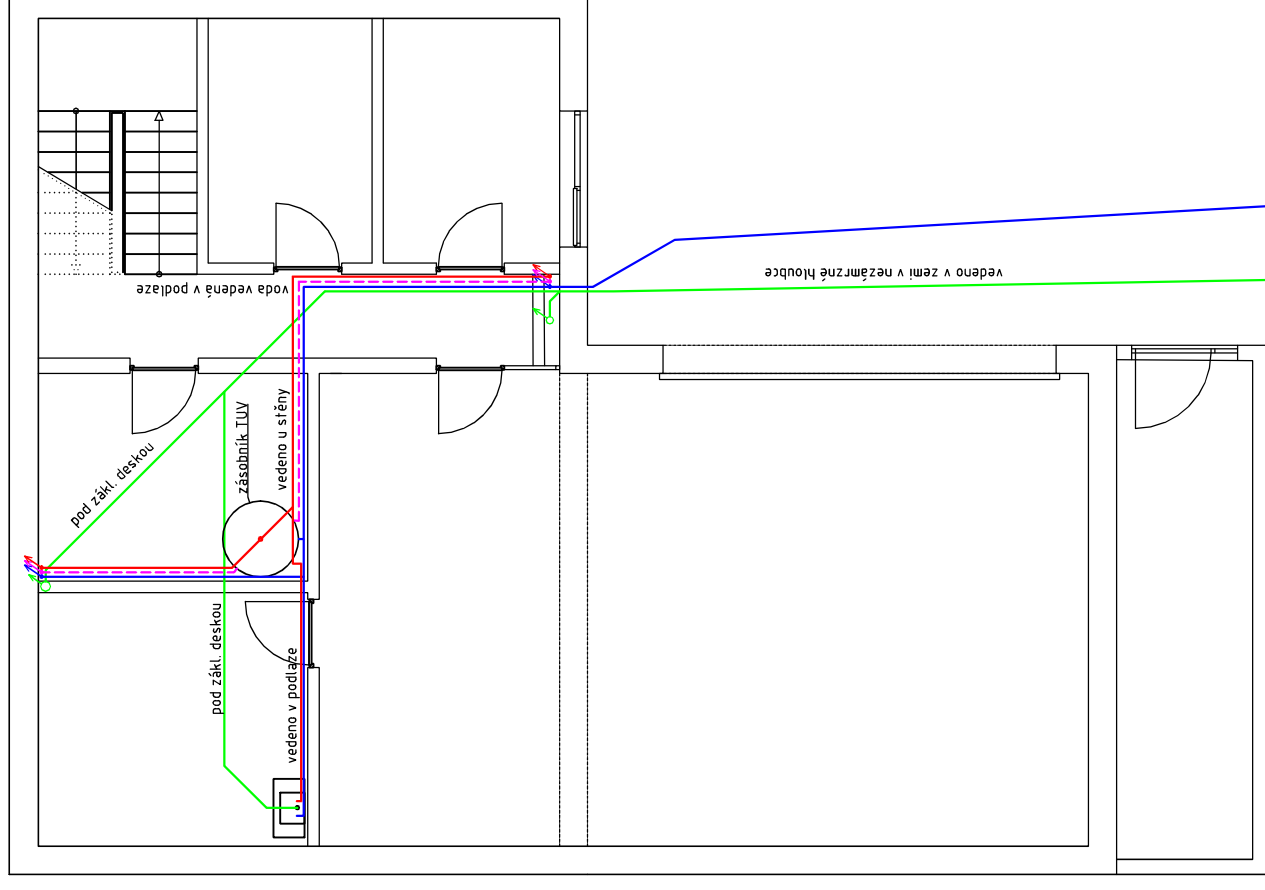 vedeno v zemi v nezámrzné hloubce
voda vedená v podlaze
zásobník TUV
vedeno u stěny
pod zákl. deskou
pod zákl. deskou
vedeno v podlaze